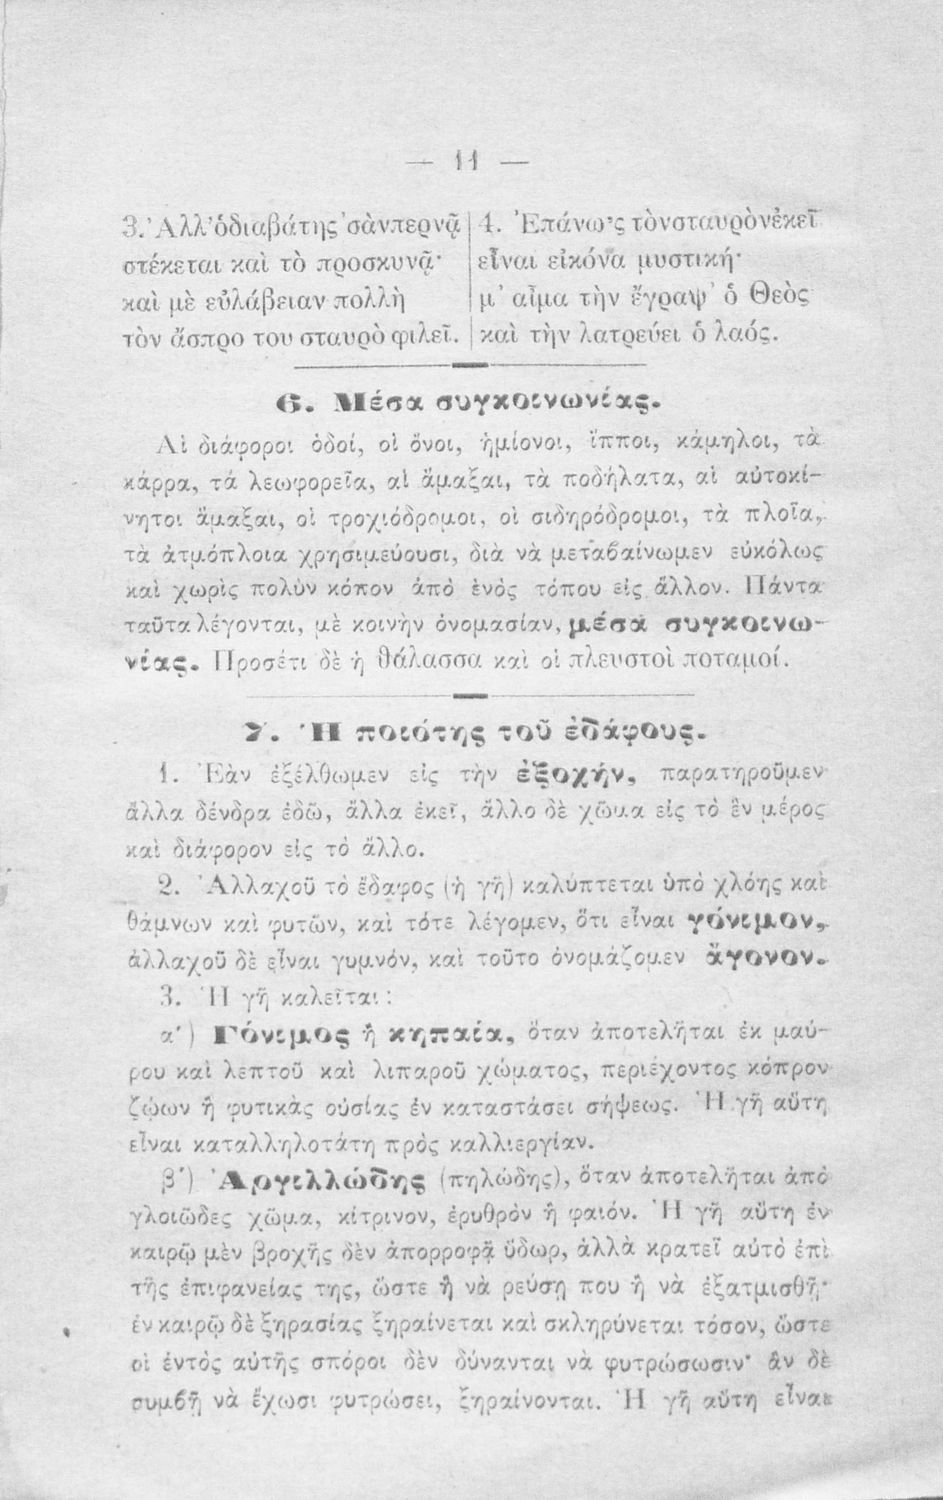 — 11 —
3. Ἀλλ' ὁ διαβάτης 'σὰν περνᾷ
στέκεται καὶ τὸ προσκυνᾷ·
καὶ μὲ εὐλάβειαν πολλὴ
τὸν ἄσπρο του σταυρὸ φιλεῖ.
4. Ἐπάνω 'ς τὸν σταυρὸν ἐκεῖ
εἶναι εἰκόνα μυστική·
μ' αἷμα τὴν ἔγραψ' ὁ Θεὸς
καὶ τὴν λατρεύει ὁ λαός.
6. Μέσα συγκοινωνίας.
Αἱ διάφοροι ὁδοί, οἱ ὄνοι, ἡμίονοι, ἵπποι, κάμηλοι, τὰ
κάρρα, τά λεωφορεῖα, αἱ ἅμαξαι, τὰ ποδήλατα, αἱ αὐτοκί-
νητοι ἅμαξαι, οἱ τροχιόδρομοι, οἱ σιδηρόδρομοι, τὰ πλοῖα,
τὰ ἀτμόπλοια χρησιμεύουσι, διὰ νὰ μεταβαίνωμεν εὐκόλως
καὶ χωρὶς πολὺν κόπον ἀπὸ ἑνὸς τόπου εἰς ἄλλον. Πάντα
ταῦτα λέγονται, μὲ κοινὴν ὀνομασίαν, μέσα συγκοινω-
νίας. Προσέτι δὲ ἡ θάλασσα καὶ οἱ πλευστοὶ ποταμοί.
7. Ἡ ποιότης τοῦ ἐδάφους.
1. Ἐὰν ἐξέλθωμεν εἰς τὴν ἐξοχήν, παρατηροῦμεν
ἄλλα δένδρα ἐδῶ, ἄλλα ἐκεῖ, ἄλλο δὲ χῶμα εἰς τὸ ἓν μέρος
καὶ διάφορον εἰς τὸ ἄλλο.
2. Ἀλλαχοῦ τὸ ἔδαφος (ἡ γῆ) καλύπτεται ὑπὸ χλόης καὶ
θάμνων καὶ φυτῶν, καὶ τότε λέγομεν, ὅτι εἶναι γόνιμον,
ἀλλαχοῦ δὲ εἶναι γυμνόν, καὶ τοῦτο ὀνομάζομεν ἄγονον.
3. Ἡ γῆ καλεῖται:
α') Γόνιμος ἢ κηπαία, ὅταν ἀποτελῆται ἐκ μαύ-
ρου καὶ λεπτοῦ καὶ λιπαροῦ χώματος, περιέχοντος κόπρον
ζῴων ἢ φυτικὰς οὐσίας ἐν καταστάσει σήψεως. Ἡ γῆ αὕτη
εἶναι καταλληλοτάτη πρὸς καλλιεργίαν.
β') Ἀργιλλώδης (πηλώδης), ὅταν ἀποτελῆται ἀπὸ
γλοιῶδες χῶμα, κίτρινον, ἐρυθρὸν ἢ φαιόν. Ἡ γῆ αὕτη ἐν
καιρῷ μὲν βροχῆς δὲν ἀπορροφᾷ ὕδωρ, ἀλλὰ κρατεῖ αὐτὸ ἐπὶ
τῆς ἐπιφανείας της, ὥστε ἢ νὰ ρεύσῃ που ἢ νὰ ἐξατμισθῇ·
ἐν καιρῷ δὲ ξηρασίας ξηραίνεται καὶ σκληρύνεται τόσον, ὥστε
οἱ ἐντὸς αὐτῆς σπόροι δὲν δύνανται νὰ φυτρώσωσιν· ἂν δὲ
συμβῇ νὰ ἔχωσι φυτρώσει, ξηραίνονται. Ἡ γῆ αὕτη εἶναι